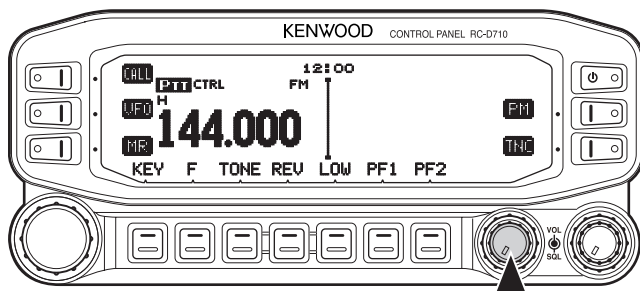 KENWOOD CONTROL PANEL RC-D710
12:00
CALL PTT CTRL FM
H
VFO 144.000 PM
MR TNC
KEY F TONE REV LOW PF1 PF2
VOL
SQL